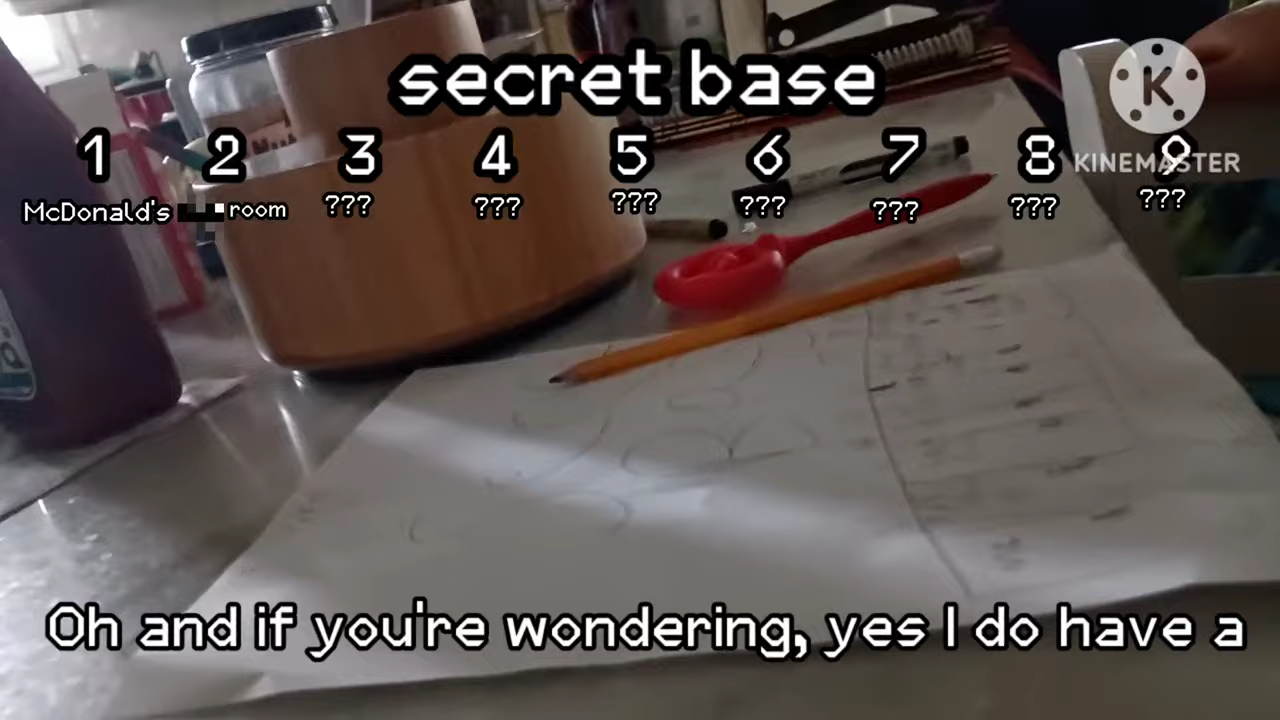 secret base
1 2 3 4 5 6 7 8 9
McDonald's room ??? ??? ??? ??? ??? ??? ???
K
KINEMASTER
Oh and if you're wondering, yes I do have a